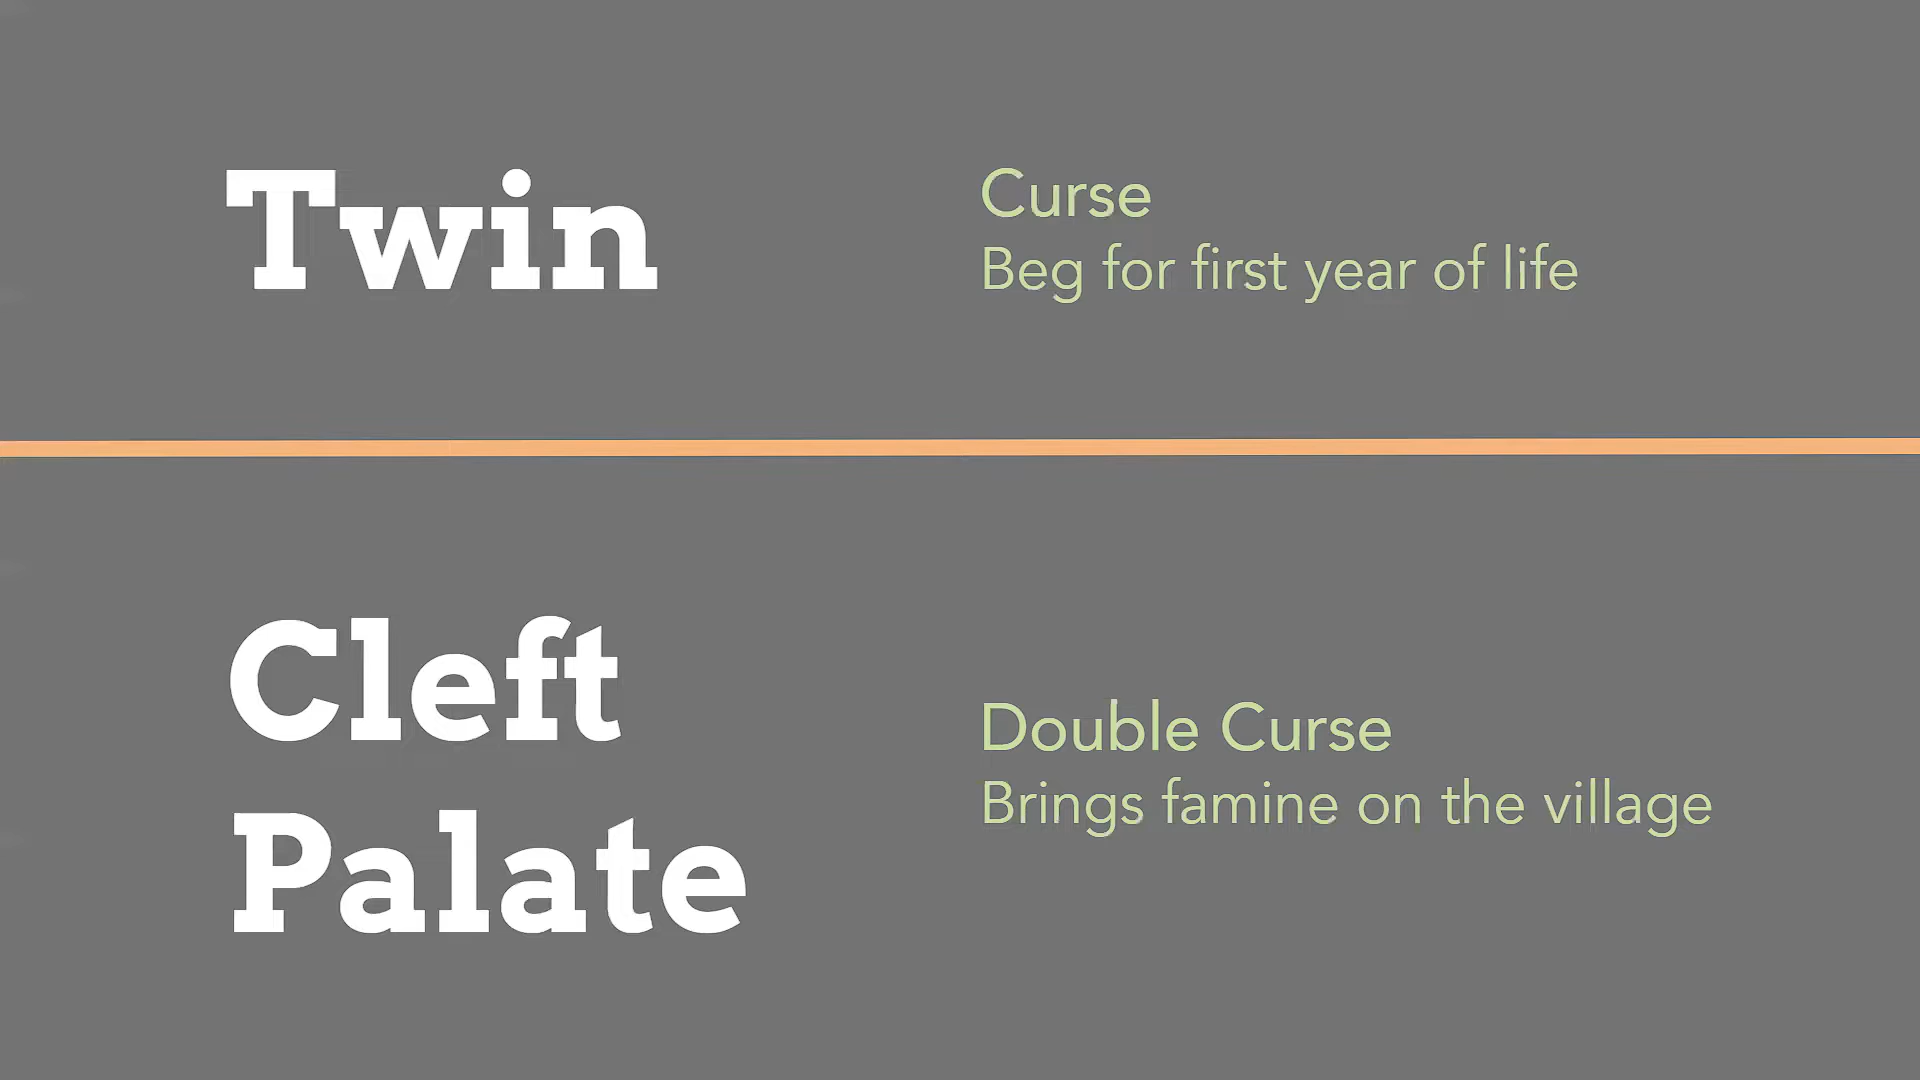 Twin
Curse
Beg for first year of life
Cleft
Palate
Double Curse
Brings famine on the village